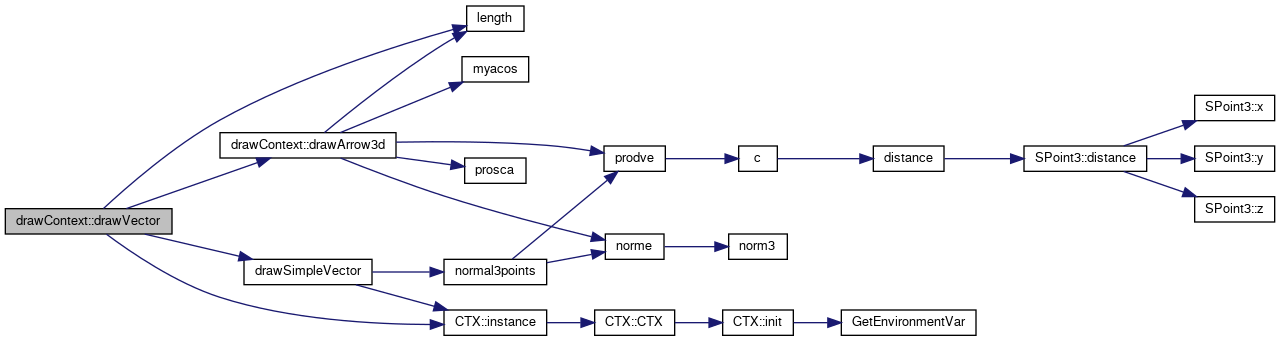 length
myacos
SPoint3::x
drawContext::drawArrow3d
prodve
c
distance
SPoint3::distance
SPoint3::y
prosca
SPoint3::z
drawContext::drawVector
norme
norm3
drawSimpleVector
normal3points
CTX::instance
CTX::CTX
CTX::init
GetEnvironmentVar